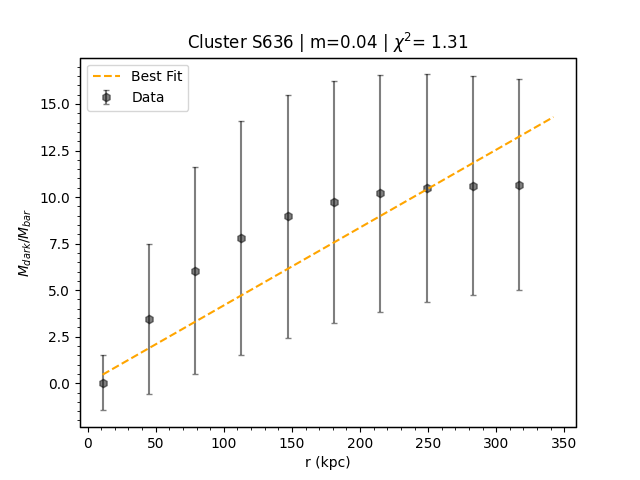 Cluster S636 | m=0.04 | χ²= 1.31
Best Fit
Data
15.0
12.5
10.0
7.5
5.0
2.5
0.0
M_dark/M_bar
0 50 100 150 200 250 300 350
r (kpc)